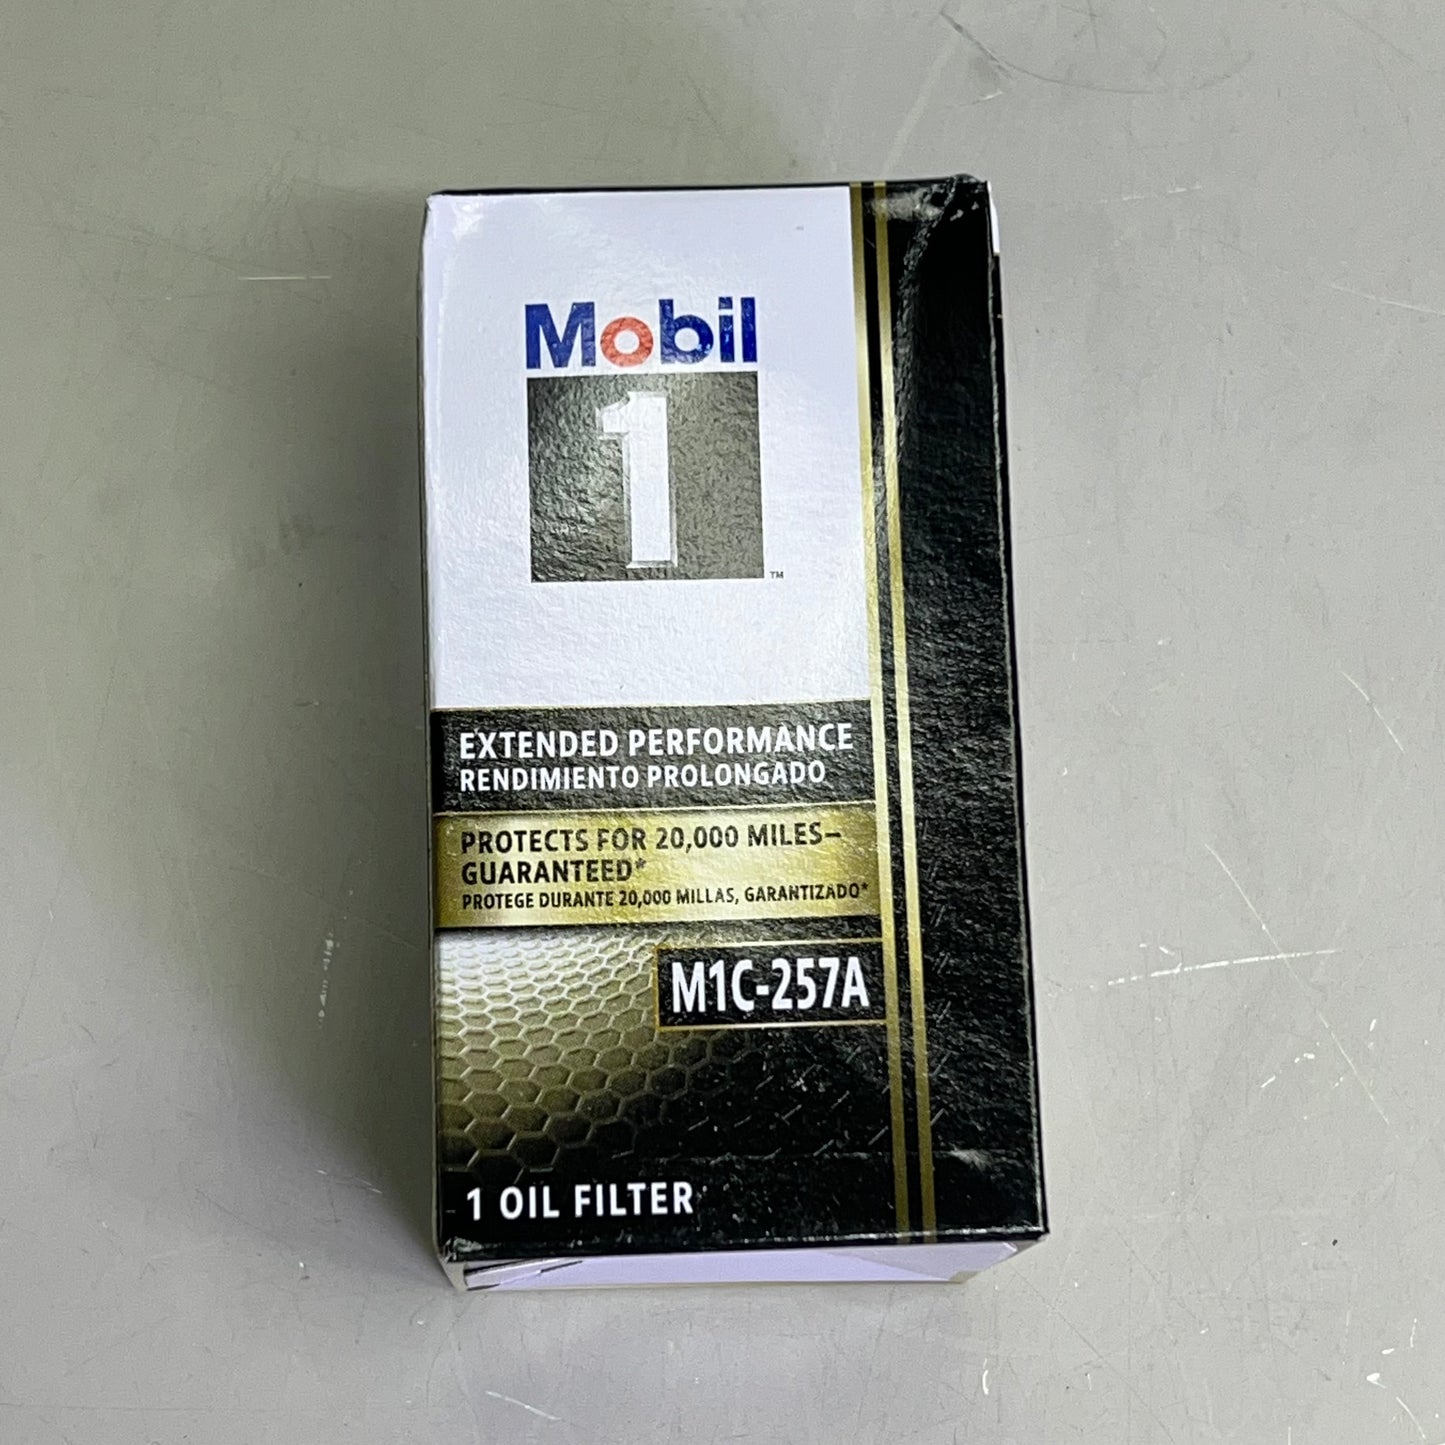 Mobil
1
™
EXTENDED PERFORMANCE
RENDIMIENTO PROLONGADO
PROTECTS FOR 20,000 MILES–
GUARANTEED*
PROTEGE DURANTE 20,000 MILLAS, GARANTIZADO*
M1C-257A
1 OIL FILTER